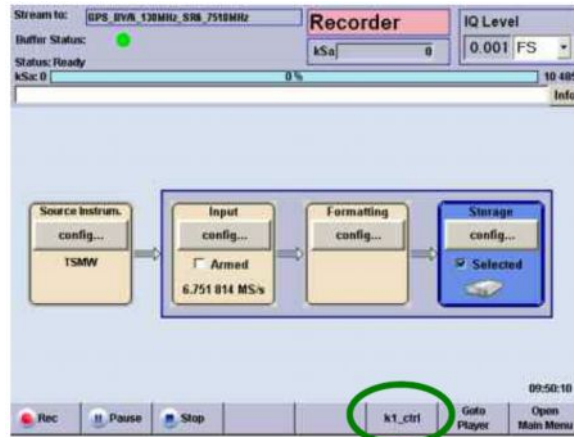 Stream to:
Recorder
IQ Level
Buffer Status:
kSa
0
0.001 FS
Status: Ready
kSa: 0
0 %
Info
Source Instrum.
Input
Formatting
Storage
config...
config...
config...
config...
TSMW
Armed
Selected
6.751 814 MS/s
09:50:10
Rec
Pause
Stop
k1_ctrl
Goto
Player
Open
Main Menu